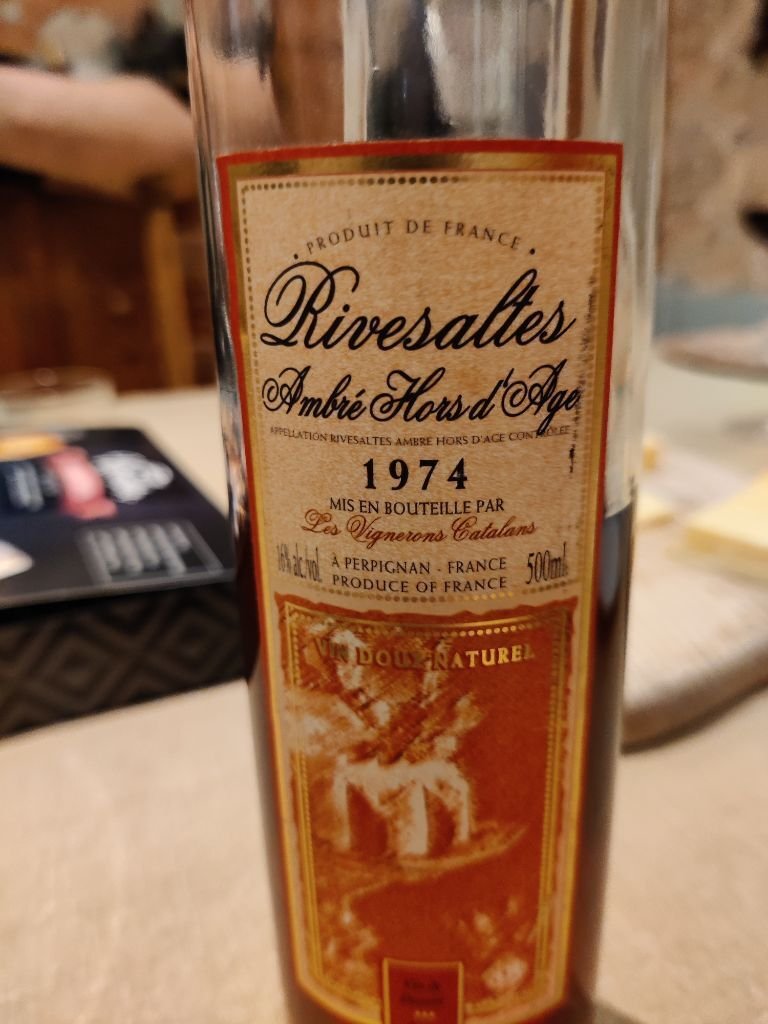 • PRODUIT DE FRANCE •
Rivesaltes
Ambré Hors d'Age
APPELLATION RIVESALTES AMBRE HORS D'AGE CONTRÔLEE
1974
MIS EN BOUTEILLE PAR
Les Vignerons Catalans
16% alc./vol. À PERPIGNAN - FRANCE 500ml
PRODUCE OF FRANCE
VIN DOUX NATUREL